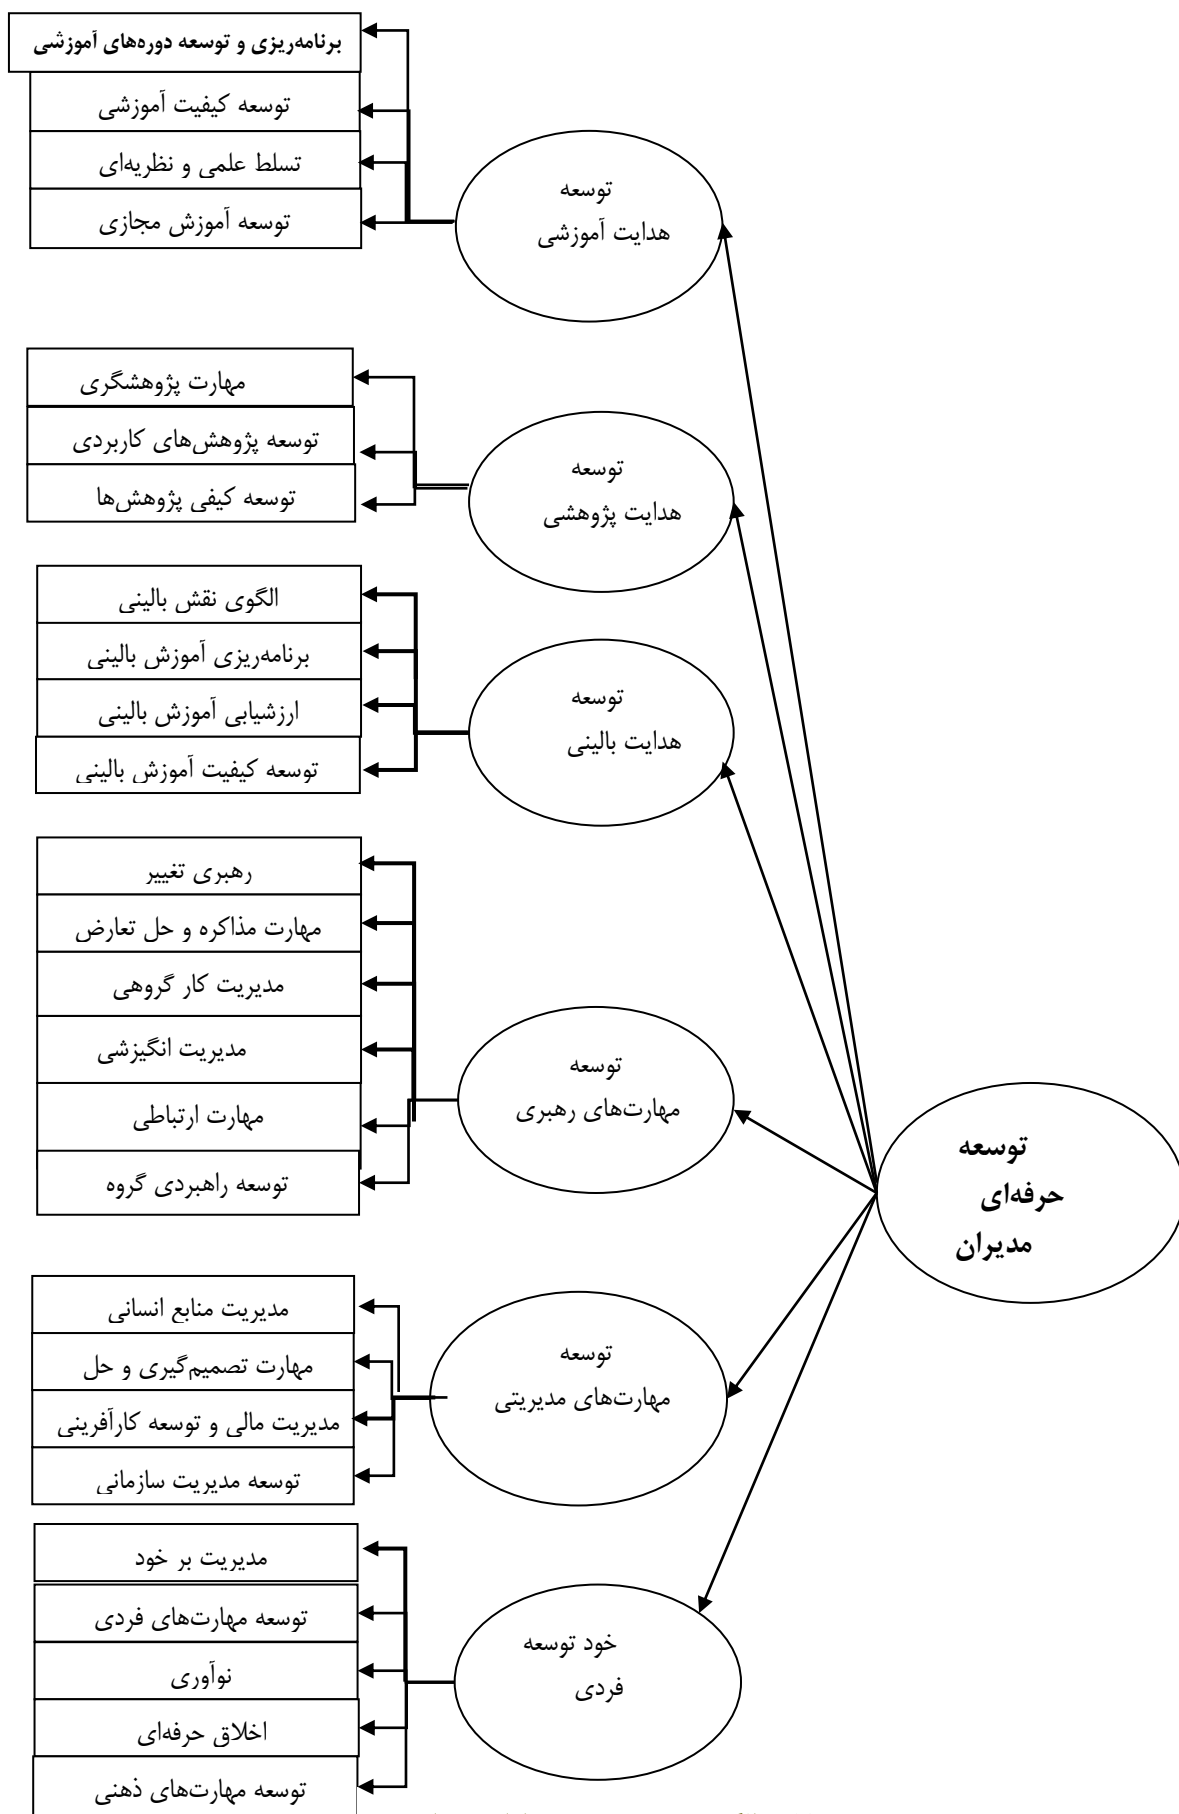 برنامه‌ریزی و توسعه دوره‌های آموزشی
توسعه کیفیت آموزشی
تسلط علمی و نظریه‌ای
توسعه آموزش مجازی
توسعه
هدایت آموزشی
مهارت پژوهشگری
توسعه پژوهش‌های کاربردی
توسعه کیفی پژوهش‌ها
توسعه
هدایت پژوهشی
الگوی نقش بالینی
برنامه‌ریزی آموزش بالینی
ارزشیابی آموزش بالینی
توسعه کیفیت آموزش بالینی
توسعه
هدایت بالینی
رهبری تغییر
مهارت مذاکره و حل تعارض
مدیریت کار گروهی
مدیریت انگیزشی
مهارت ارتباطی
توسعه راهبردی گروه
توسعه
مهارت‌های رهبری
توسعه
حرفه‌ای
مدیران
مدیریت منابع انسانی
مهارت تصمیم‌گیری و حل
مدیریت مالی و توسعه کارآفرینی
توسعه مدیریت سازمانی
توسعه
مهارت‌های مدیریتی
مدیریت بر خود
توسعه مهارت‌های فردی
نوآوری
اخلاق حرفه‌ای
توسعه مهارت‌های ذهنی
خود توسعه
فردی